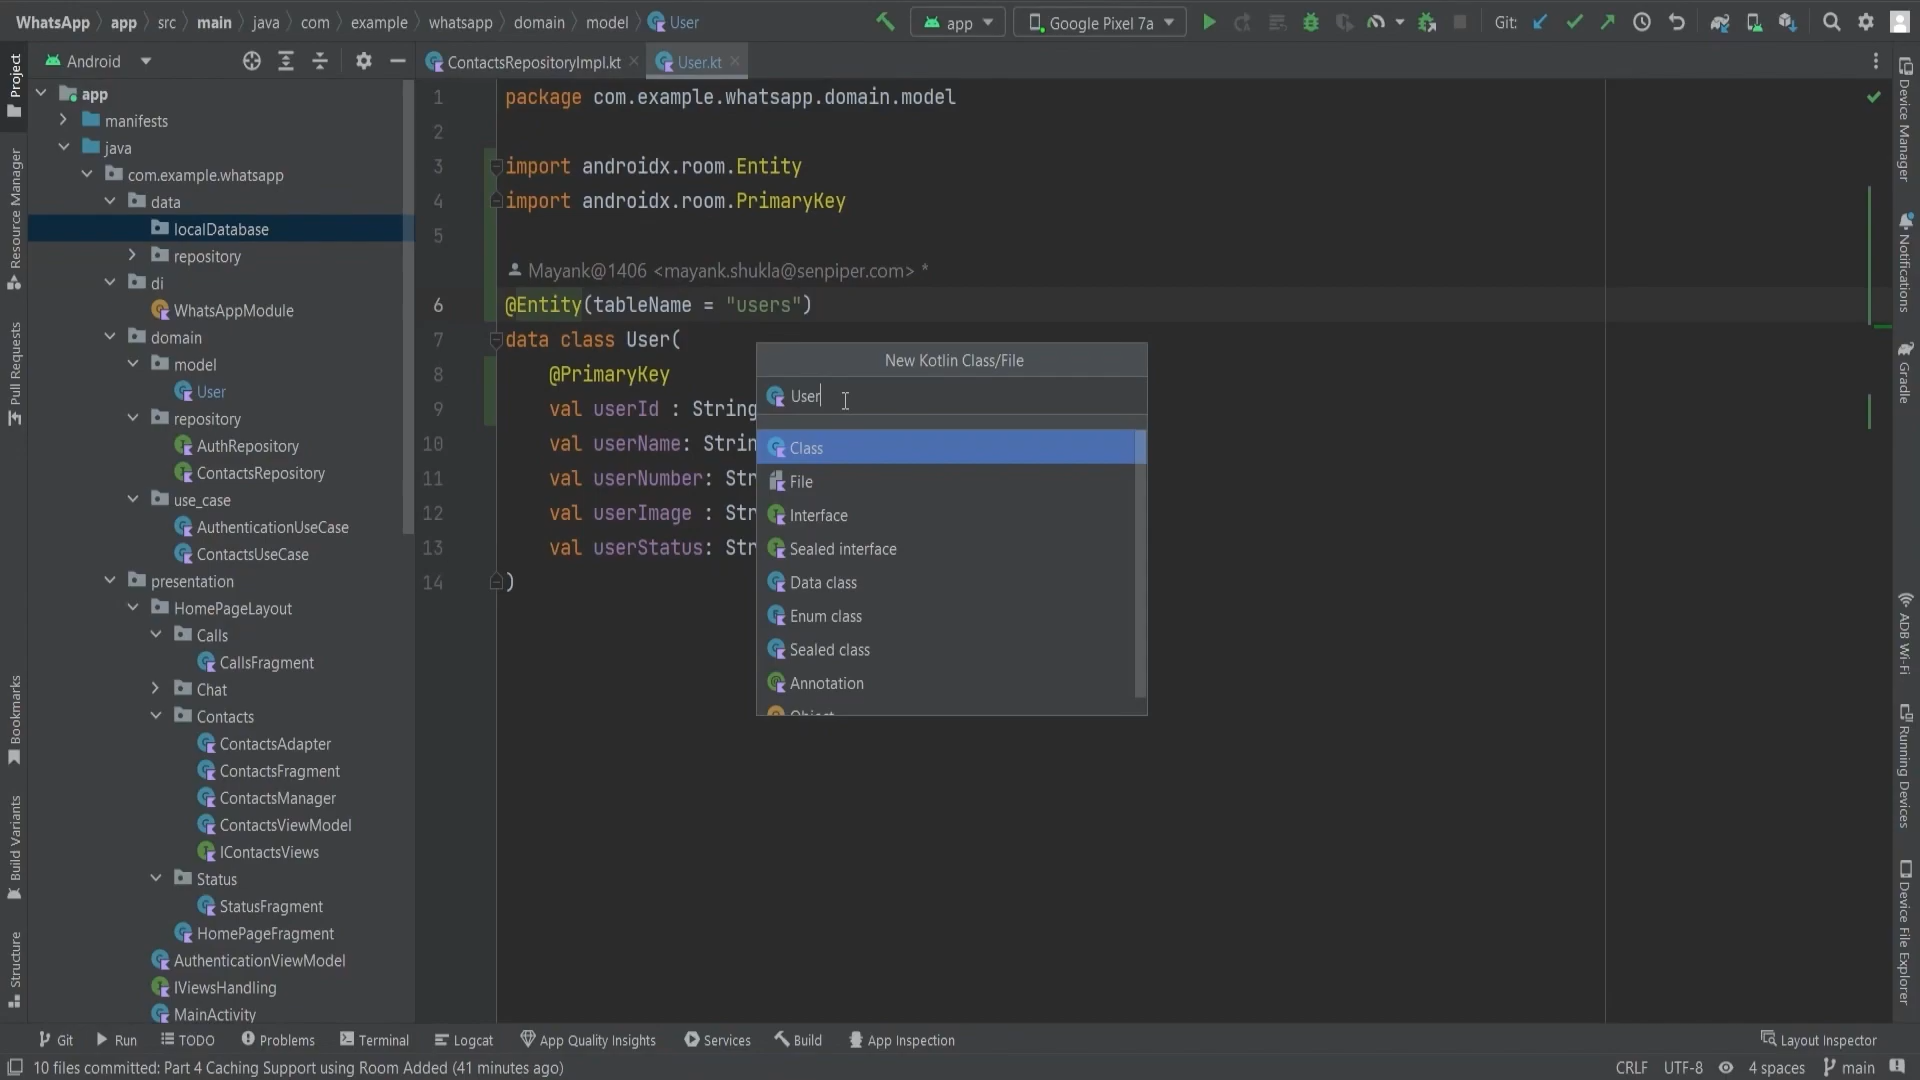 WhatsApp app src main java com example whatsapp domain model User
app
Google Pixel 7a
Git:
Project
Android
ContactsRepositoryImpl.kt
User.kt
app
manifests
java
com.example.whatsapp
data
localDatabase
repository
di
WhatsAppModule
domain
model
User
repository
AuthRepository
ContactsRepository
use_case
AuthenticationUseCase
ContactsUseCase
presentation
HomePageLayout
Calls
CallsFragment
Chat
Contacts
ContactsAdapter
ContactsFragment
ContactsManager
ContactsViewModel
IContactsViews
Status
StatusFragment
HomePageFragment
AuthenticationViewModel
IViewsHandling
MainActivity
Resource Manager
Pull Requests
Bookmarks
Build Variants
Structure
1 package com.example.whatsapp.domain.model
2
3 import androidx.room.Entity
4 import androidx.room.PrimaryKey
5
Mayank@1406 <mayank.shukla@senpiper.com> *
6 @Entity(tableName = "users")
7 data class User(
8 @PrimaryKey
9 val userId : String
10 val userName: Strin
11 val userNumber: Str
12 val userImage : Str
13 val userStatus: Str
14 )
New Kotlin Class/File
User
Class
File
Interface
Sealed interface
Data class
Enum class
Sealed class
Annotation
Object
Device Manager
Notifications
Gradle
ADB Wi-Fi
Running Devices
Device File Explorer
Git Run TODO Problems Terminal Logcat App Quality Insights Services Build App Inspection Layout Inspector
10 files committed: Part 4 Caching Support using Room Added (41 minutes ago) CRLF UTF-8 4 spaces main